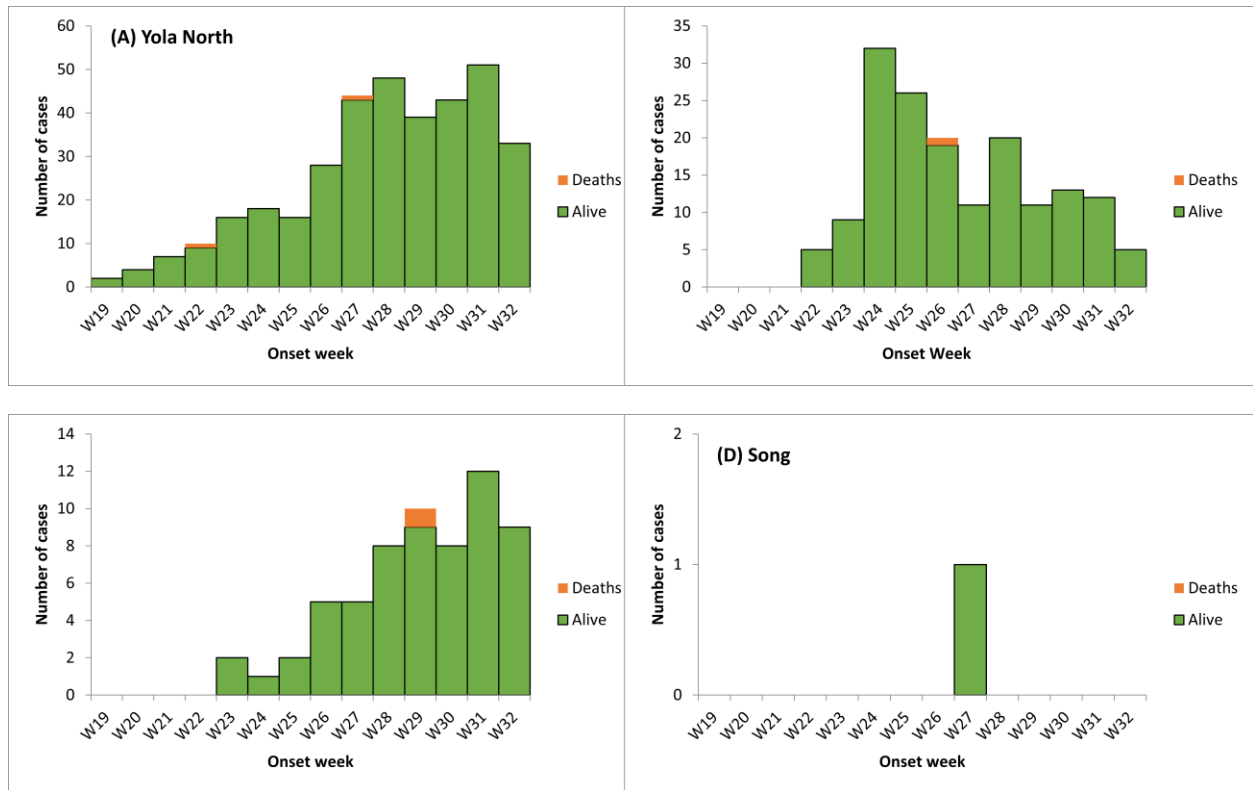 (A) Yola North
60
50
40
30
20
10
0
Number of cases
W19 W20 W21 W22 W23 W24 W25 W26 W27 W28 W29 W30 W31 W32
Onset week
Deaths
Alive
35
30
25
20
15
10
5
0
Number of cases
W19 W20 W21 W22 W23 W24 W25 W26 W27 W28 W29 W30 W31 W32
Onset Week
Deaths
Alive
14
12
10
8
6
4
2
0
Number of cases
W19 W20 W21 W22 W23 W24 W25 W26 W27 W28 W29 W30 W31 W32
Onset week
Deaths
Alive
(D) Song
2
1
0
Number of cases
W19 W20 W21 W22 W23 W24 W25 W26 W27 W28 W29 W30 W31 W32
Onset week
Deaths
Alive